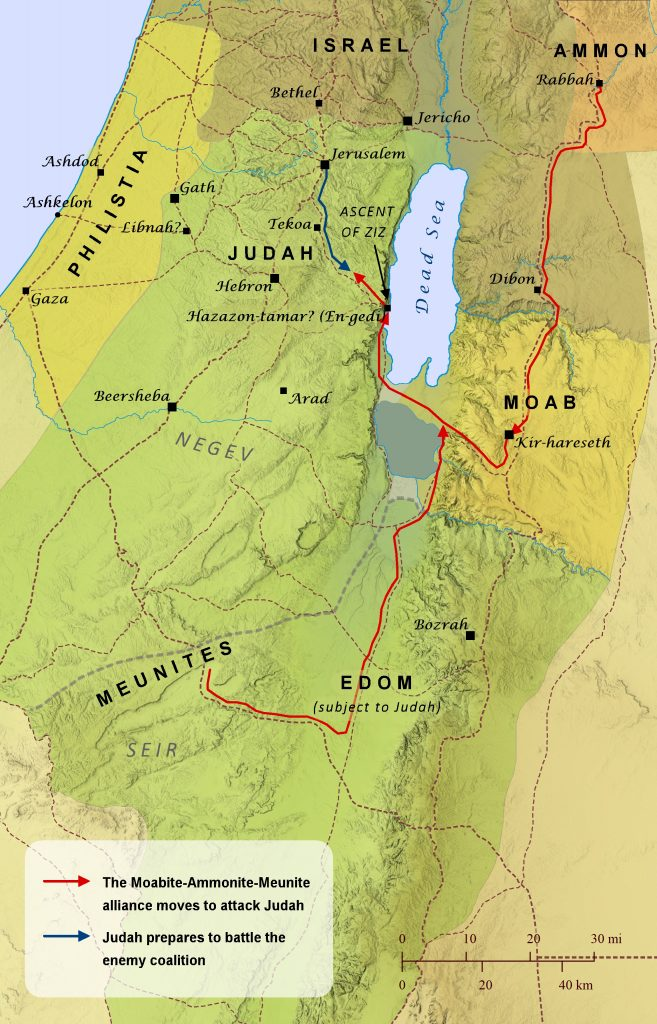 ISRAEL
AMMON
Rabbah
Bethel
Jericho
Ashdod
Jerusalem
PHILISTIA
Gath
Ashkelon
ASCENT
OF ZIZ
Libnah?
Tekoa
JUDAH
Dead Sea
Hebron
Dibon
Gaza
Hazazon-tamar? (En-gedi)
Beersheba
Arad
MOAB
NEGEV
Kir-hareseth
Bozrah
MEUNITES
EDOM
(subject to Judah)
SEIR
The Moabite-Ammonite-Meunite
alliance moves to attack Judah
Judah prepares to battle the
enemy coalition
0 10 20 30 mi
0 20 40 km